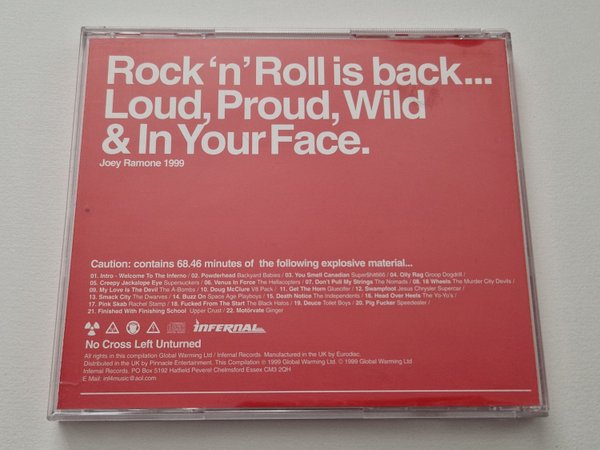 Rock ‘n’ Roll is back...
Loud, Proud, Wild
& In Your Face.
Joey Ramone 1999
Caution: contains 68.46 minutes of the following explosive material...
01. Intro - Welcome To The Inferno / 02. Powderhead Backyard Babies / 03. You Smell Canadian Super$hit666 / 04. Oily Rag Groop Dogdrill /
05. Creepy Jackalope Eye Supersuckers / 06. Venus in Force The Hellacopters / 07. Don't Pull My Strings The Nomads / 08. 18 Wheels The Murder City Devils /
09. My Love Is The Devil The A-Bombs / 10. Doug McClure V8 Pack / 11. Get The Horn Gluecifer / 12. Swampfoot Jesus Chrysler Supercar /
13. Smack City The Dwarves / 14. Buzz On Space Age Playboys / 15. Death Notice The Independents / 16. Head Over Heels The Yo-Yo's /
17. Pink Skab Rachel Stamp / 18. Fucked From The Start The Black Halos / 19. Deuce Toilet Boys / 20. Pig Fucker Speedealer /
21. Finished With Finishing School Upper Crust / 22. Motörvate Ginger
INFERNAL
No Cross Left Unturned
All rights in this compilation Global Warming Ltd / Infernal Records. Manufactured in the UK by Eurodisc.
Distributed in the UK by Pinnacle Entertainment. This Compilation ℗ 1999 Global Warming Ltd. © 1999 Global Warming Ltd
Infernal Records. PO Box 5192 Hatfield Peverel Chelmsford Essex CM3 2QH
E Mail: inf4music@aol.com